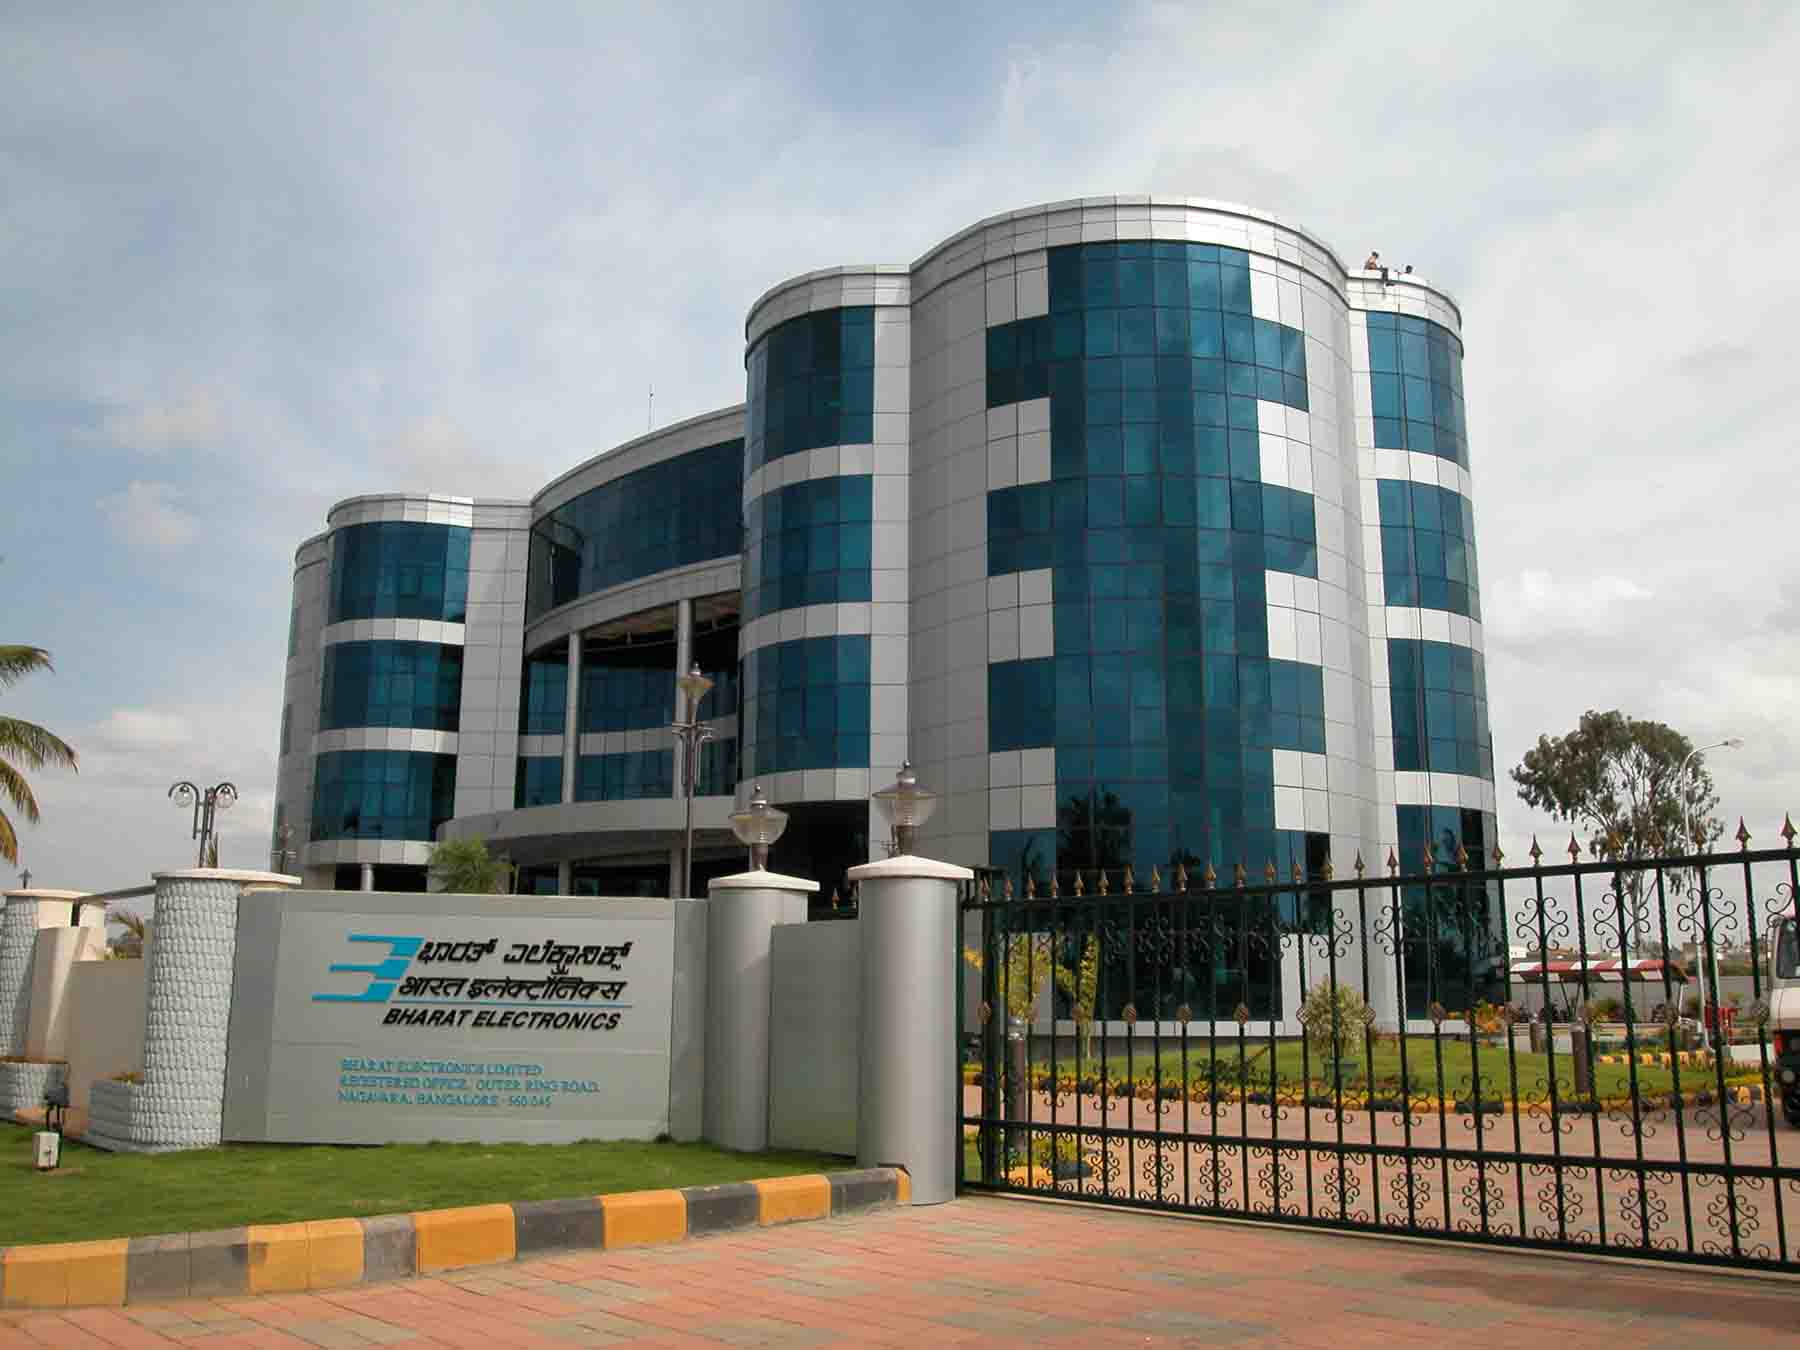 ಭಾರತ್ ಎಲೆಕ್ಟ್ರಾನಿಕ್ಸ್
भारत इलेक्ट्रॉनिक्स
BHARAT ELECTRONICS
BHARAT ELECTRONICS LIMITED
REGISTERED OFFICE, OUTER RING ROAD,
NAGAVARA, BANGALORE - 560 045